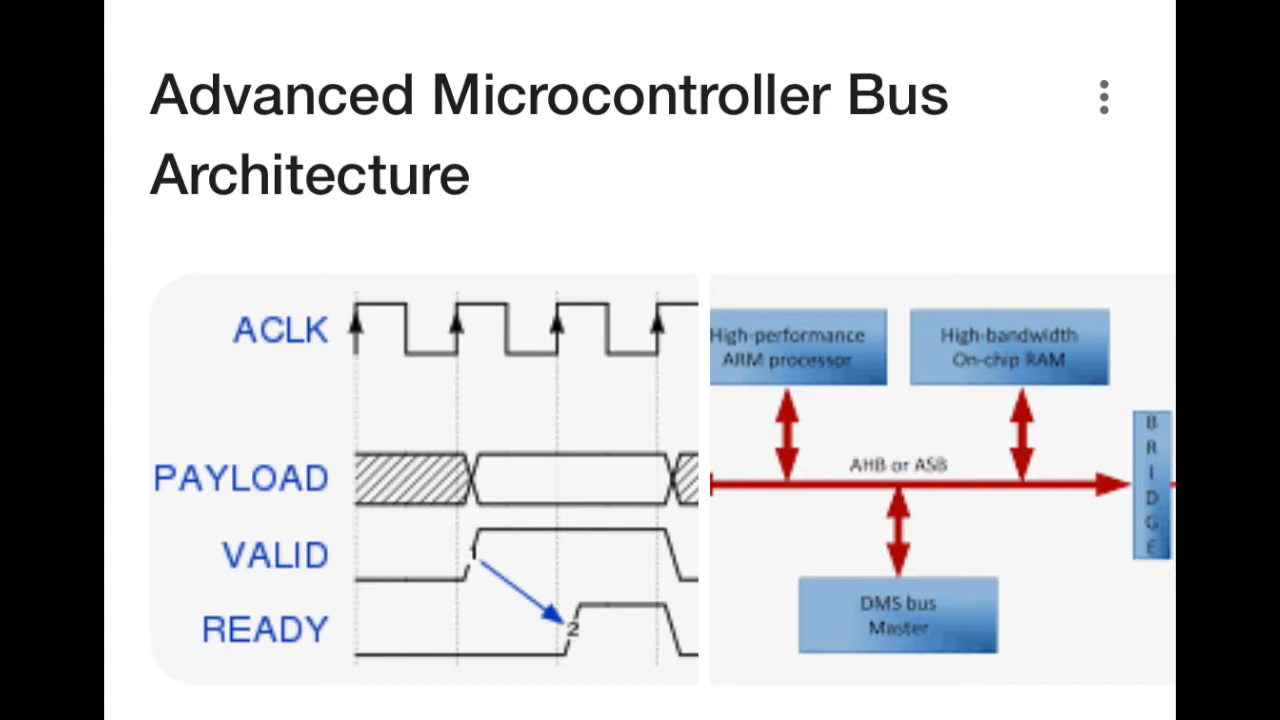 Advanced Microcontroller Bus
Architecture
ACLK
PAYLOAD
VALID
1
READY
2
High-performance
ARM processor
High-bandwidth
On-chip RAM
AHB or ASB
B
R
I
D
G
E
DMS bus
Master